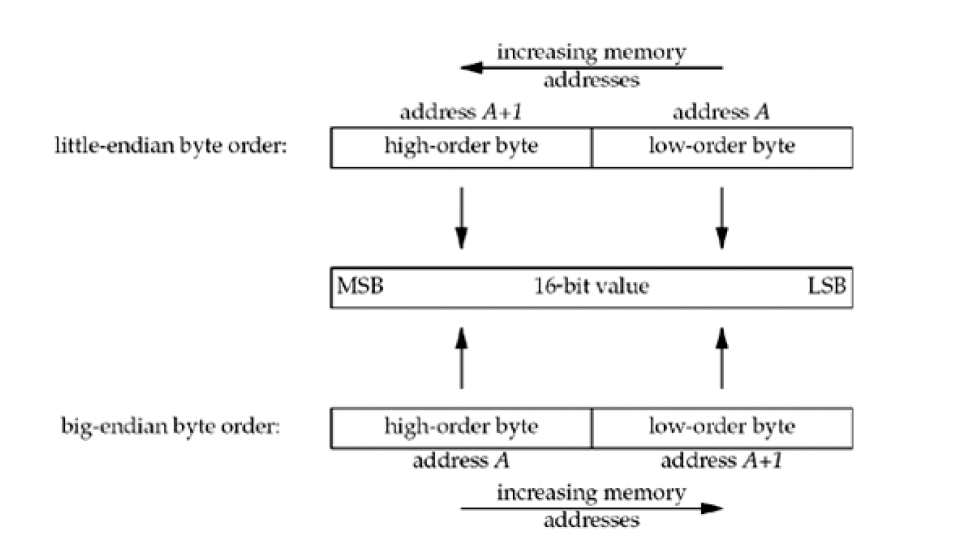 increasing memory
addresses
address A+1 address A
little-endian byte order: high-order byte low-order byte
MSB 16-bit value LSB
big-endian byte order: high-order byte low-order byte
address A address A+1
increasing memory
addresses